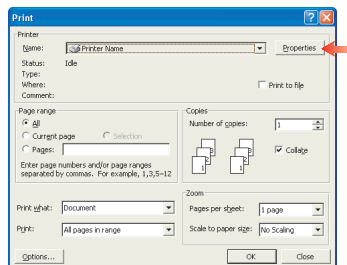 Print
Printer
Name: Printer Name Properties
Status: Idle
Type:
Where:
Comment:
Print to file
Page range
All
Current page Selection
Pages:
Enter page numbers and/or page ranges
separated by commas. For example, 1,3,5-12
Copies
Number of copies: 1
Collate
Print what: Document
Print: All pages in range
Zoom
Pages per sheet: 1 page
Scale to paper size: No Scaling
Options... OK Close